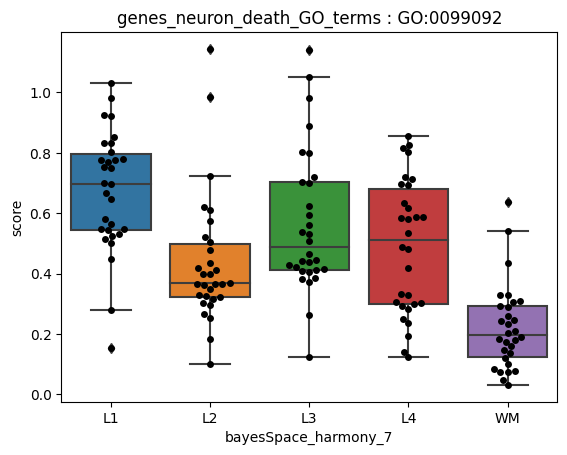 genes_neuron_death_GO_terms : GO:0099092
1.0
0.8
0.6
0.4
0.2
0.0
score
L1 L2 L3 L4 WM
bayesSpace_harmony_7